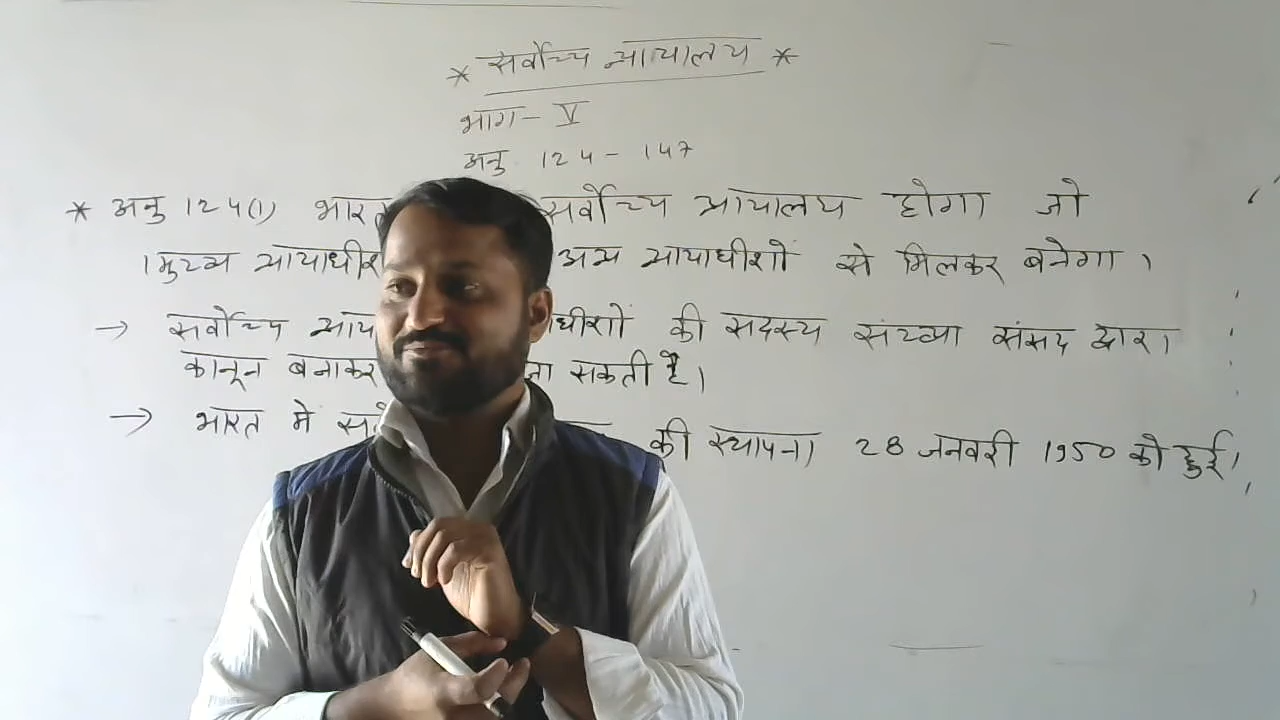 * सर्वोच्च न्यायालय *
भाग - V
अनु 124 - 147
* अनु 124(1) भारत सर्वोच्च न्यायालय होगा जो
मुख्य न्यायाधीश अन्य न्यायाधीशों से मिलकर बनेगा।
→ सर्वोच्च की सदस्य संख्या संसद द्वारा
कानून बनाकर जा सकती है।
→ भारत मे की स्थापना 28 जनवरी 1950 को हुई।